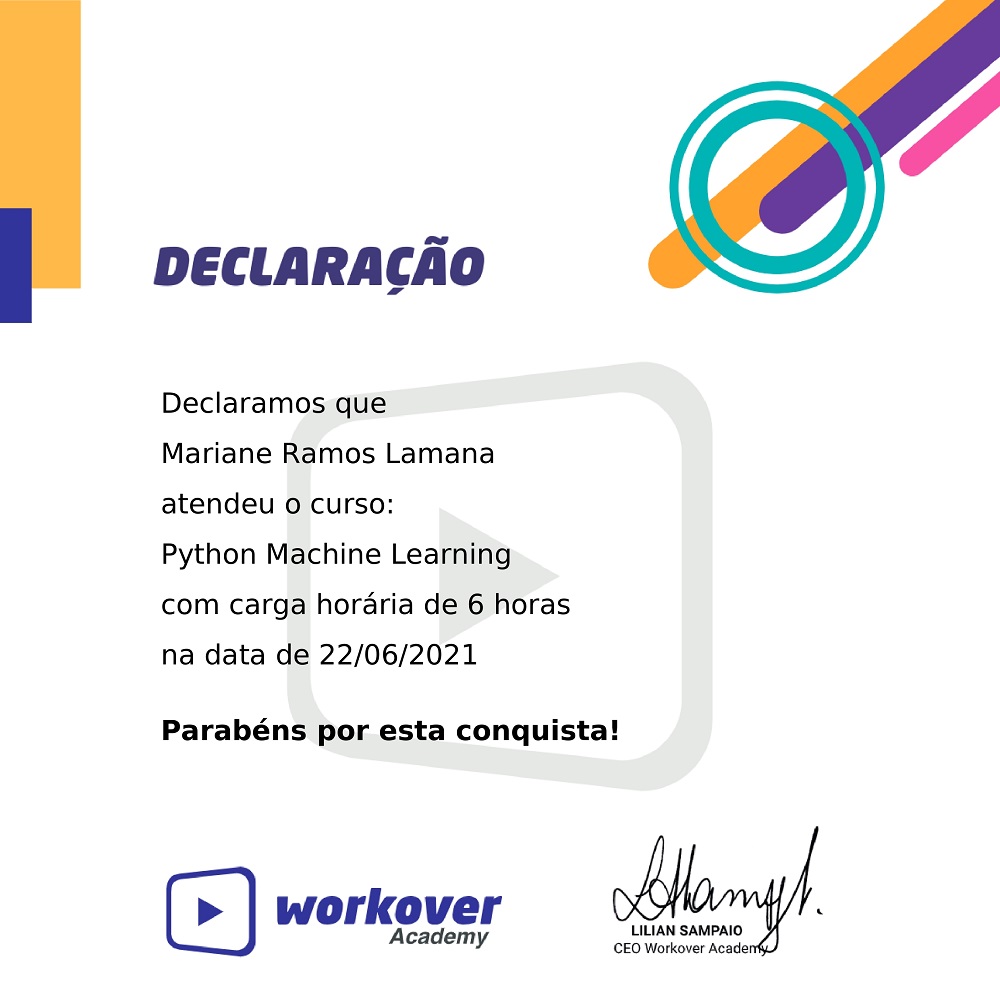 DECLARAÇÃO
Declaramos que
Mariane Ramos Lamana
atendeu o curso:
Python Machine Learning
com carga horária de 6 horas
na data de 22/06/2021
Parabéns por esta conquista!
workover
Academy
LILIAN SAMPAIO
CEO Workover Academy